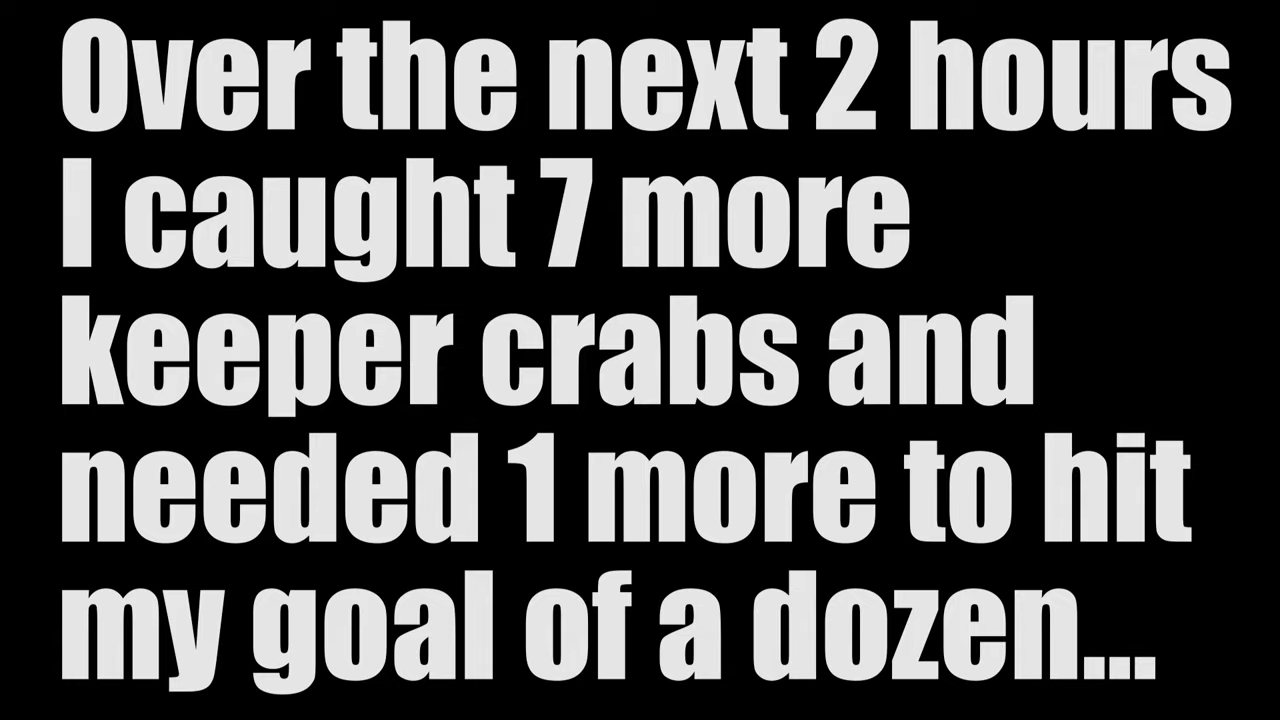 Over the next 2 hours
I caught 7 more
keeper crabs and
needed 1 more to hit
my goal of a dozen...